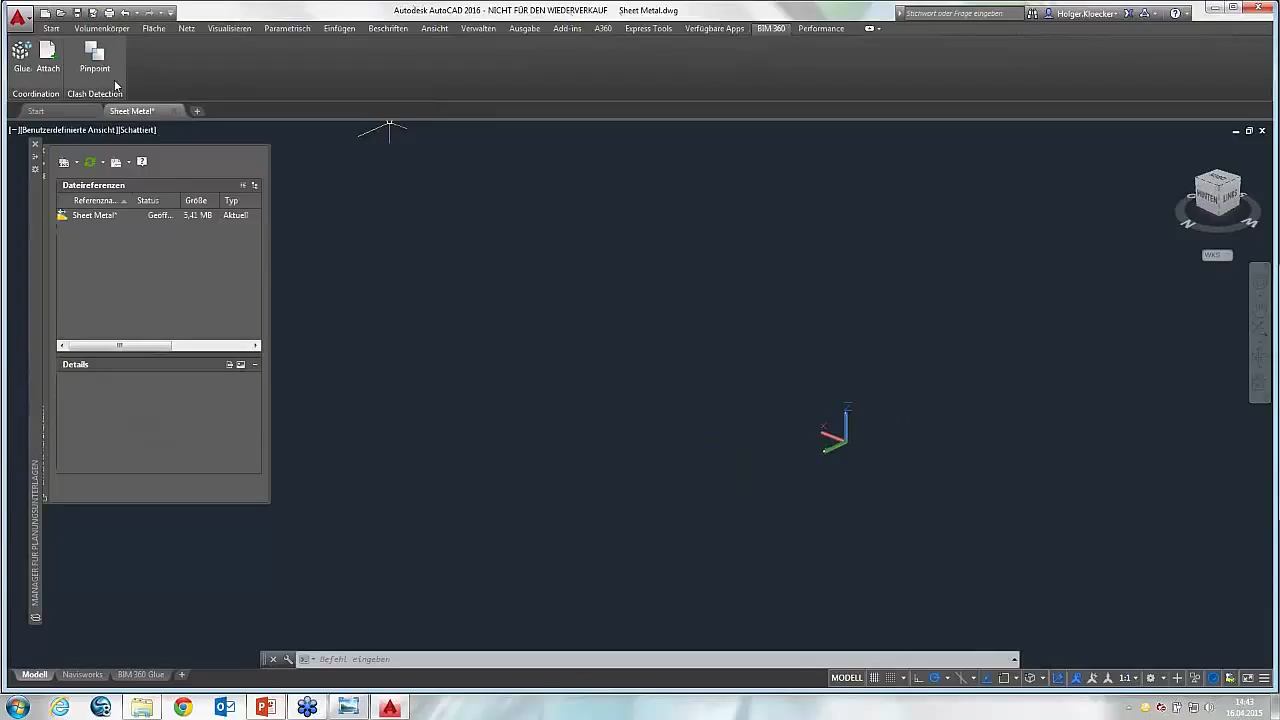 Autodesk AutoCAD 2016 - NICHT FÜR DEN WIEDERVERKAUF Sheet Metal.dwg
Stichwort oder Frage eingeben
Holger.Kloecker
Start Volumenkörper Fläche Netz Visualisieren Parametrisch Einfügen Beschriften Ansicht Verwalten Ausgabe Add-ins A360 Express Tools Verfügbare Apps BIM 360 Performance
Glue Attach Pinpoint
Coordination Clash Detection
Start Sheet Metal*
[−][Benutzerdefinierte Ansicht][Schattiert]
Dateireferenzen
Referenzna... Status Größe Typ
Sheet Metal* Geöff... 5,41 MB Aktuell
HINTEN LINKS
N
WKS
Details
Z
X
MANAGER FÜR PLANUNGSUNTERLAGEN
Befehl eingeben
Modell Navisworks BIM 360 Glue
MODELL 1:1
14:43
16.04.2015